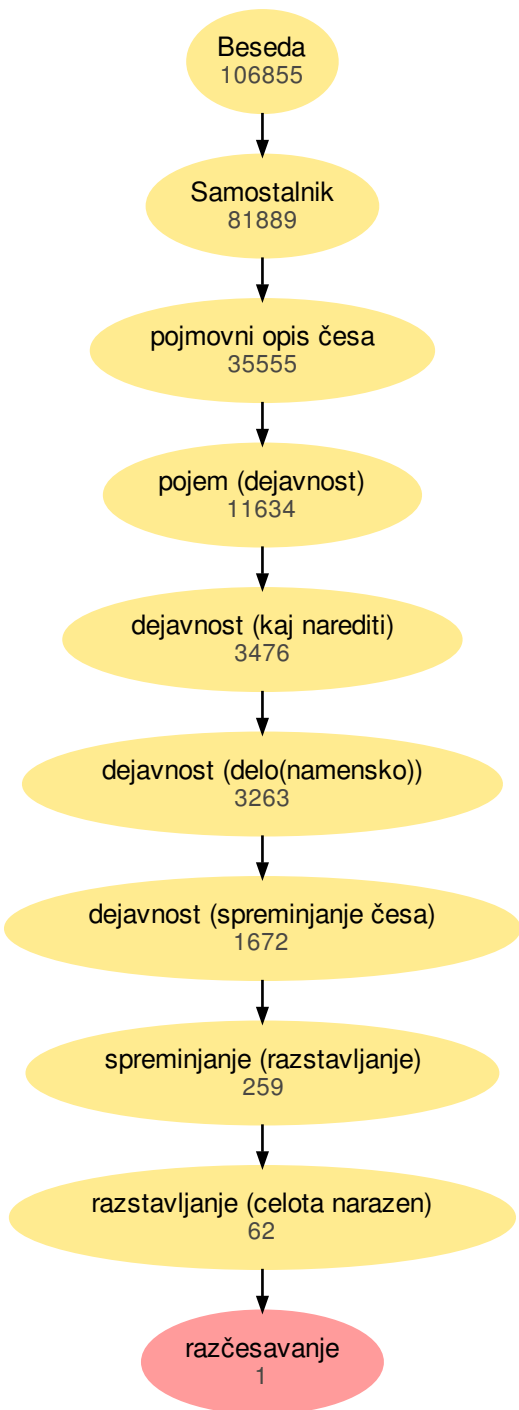 Beseda
106855
Samostalnik
81889
pojmovni opis česa
35555
pojem (dejavnost)
11634
dejavnost (kaj narediti)
3476
dejavnost (delo(namensko))
3263
dejavnost (spreminjanje česa)
1672
spreminjanje (razstavljanje)
259
razstavljanje (celota narazen)
62
razčesavanje
1